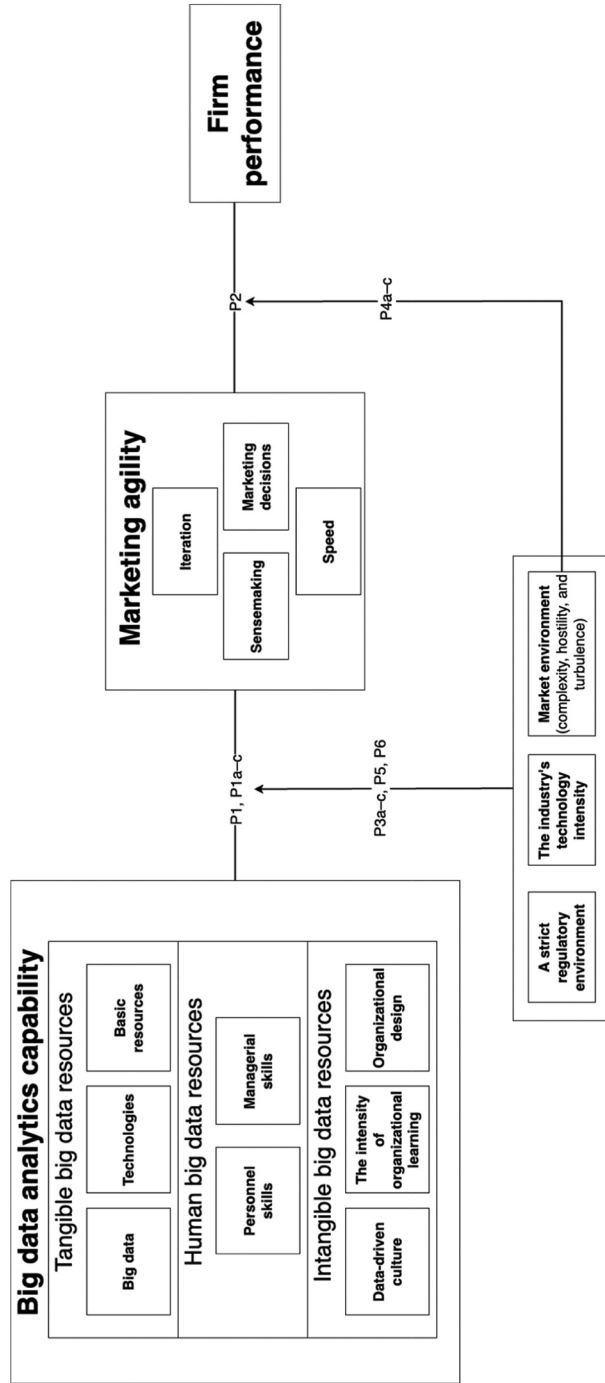 Big data analytics capability
Tangible big data resources
Big data
Technologies
Basic
resources
Human big data resources
Personnel
skills
Managerial
skills
Intangible big data resources
Data-driven
culture
The intensity
of
organizational
learning
Organizational
design
P1, P1a–c
Marketing agility
Iteration
Sensemaking
Marketing
decisions
Speed
P2
Firm
performance
P3a–c, P5, P6
P4a–c
A strict
regulatory
environment
The industry's
technology
intensity
Market environment
(complexity, hostility, and
turbulence)